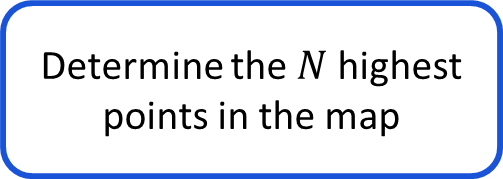 Determine the N highest
points in the map